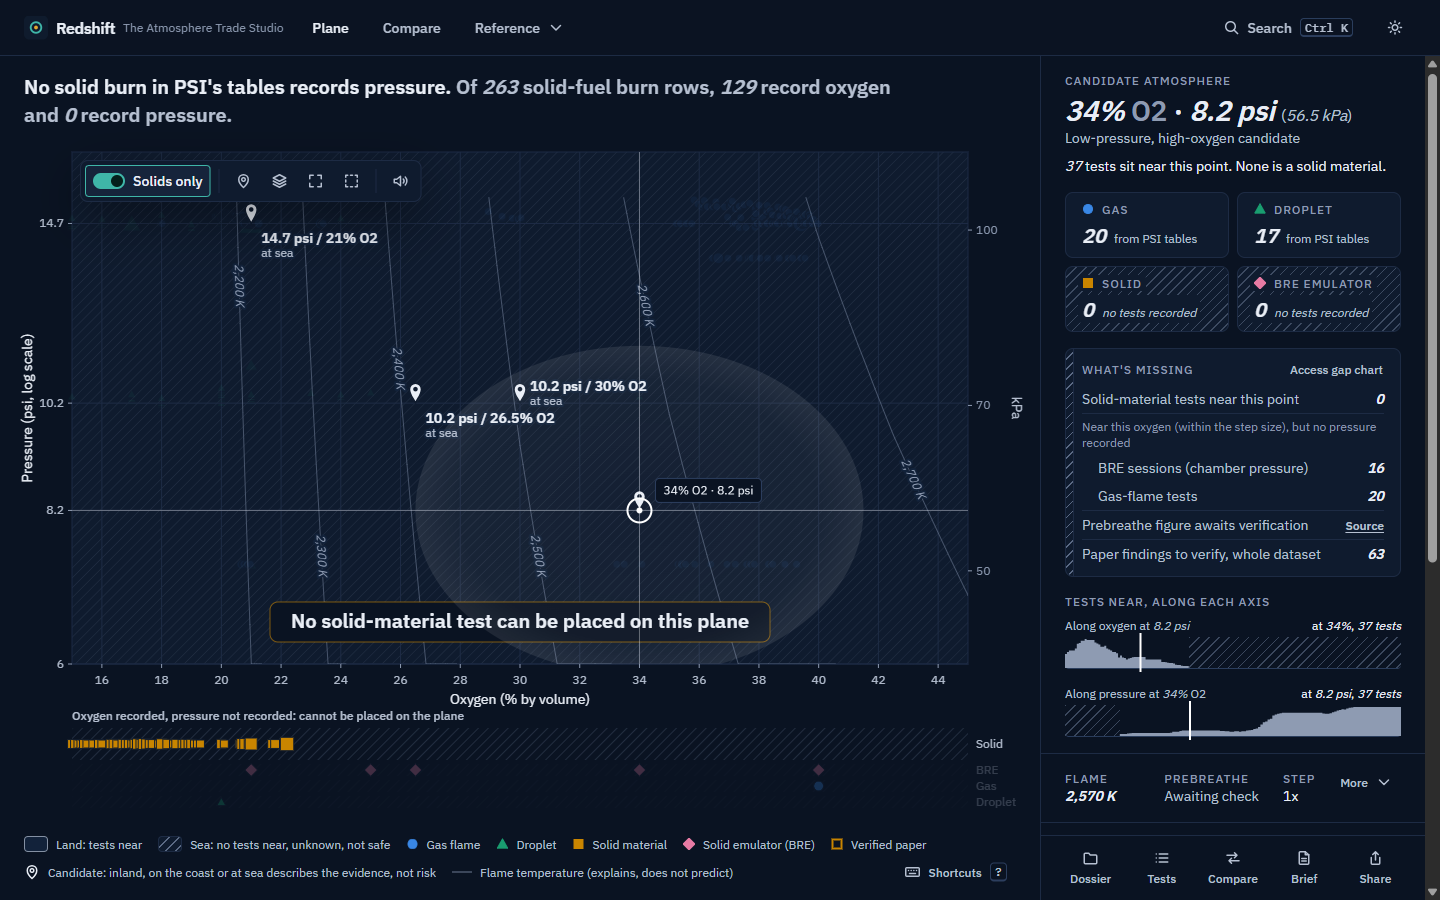 Redshift The Atmosphere Trade Studio Plane Compare Reference Search Ctrl K
No solid burn in PSI's tables records pressure. Of 263 solid-fuel burn rows, 129 record oxygen
and 0 record pressure.
Solids only
14.7 psi / 21% O2
at sea
10.2 psi / 30% O2
at sea
10.2 psi / 26.5% O2
at sea
34% O2 · 8.2 psi
2,200 K
2,300 K
2,400 K
2,500 K
2,600 K
2,700 K
No solid-material test can be placed on this plane
Pressure (psi, log scale)
14.7
10.2
8.2
6
100
70
50
kPa
16 18 20 22 24 26 28 30 32 34 36 38 40 42 44
Oxygen (% by volume)
Oxygen recorded, pressure not recorded: cannot be placed on the plane
Solid
BRE
Gas
Droplet
Land: tests near Sea: no tests near, unknown, not safe Gas flame Droplet Solid material Solid emulator (BRE) Verified paper
Candidate: inland, on the coast or at sea describes the evidence, not risk Flame temperature (explains, does not predict) Shortcuts ?
CANDIDATE ATMOSPHERE
34% O2 · 8.2 psi (56.5 kPa)
Low-pressure, high-oxygen candidate
37 tests sit near this point. None is a solid material.
GAS
20 from PSI tables
DROPLET
17 from PSI tables
SOLID
0 no tests recorded
BRE EMULATOR
0 no tests recorded
WHAT'S MISSING Access gap chart
Solid-material tests near this point 0
Near this oxygen (within the step size), but no pressure
recorded
BRE sessions (chamber pressure) 16
Gas-flame tests 20
Prebreathe figure awaits verification Source
Paper findings to verify, whole dataset 63
TESTS NEAR, ALONG EACH AXIS
Along oxygen at 8.2 psi at 34%, 37 tests
Along pressure at 34% O2 at 8.2 psi, 37 tests
FLAME PREBREATHE STEP More
2,570 K Awaiting check 1x
Dossier Tests Compare Brief Share